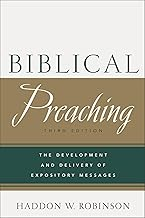 BIBLICAL
Preaching
THIRD EDITION
THE DEVELOPMENT
AND DELIVERY OF
EXPOSITORY MESSAGES
HADDON W. ROBINSON